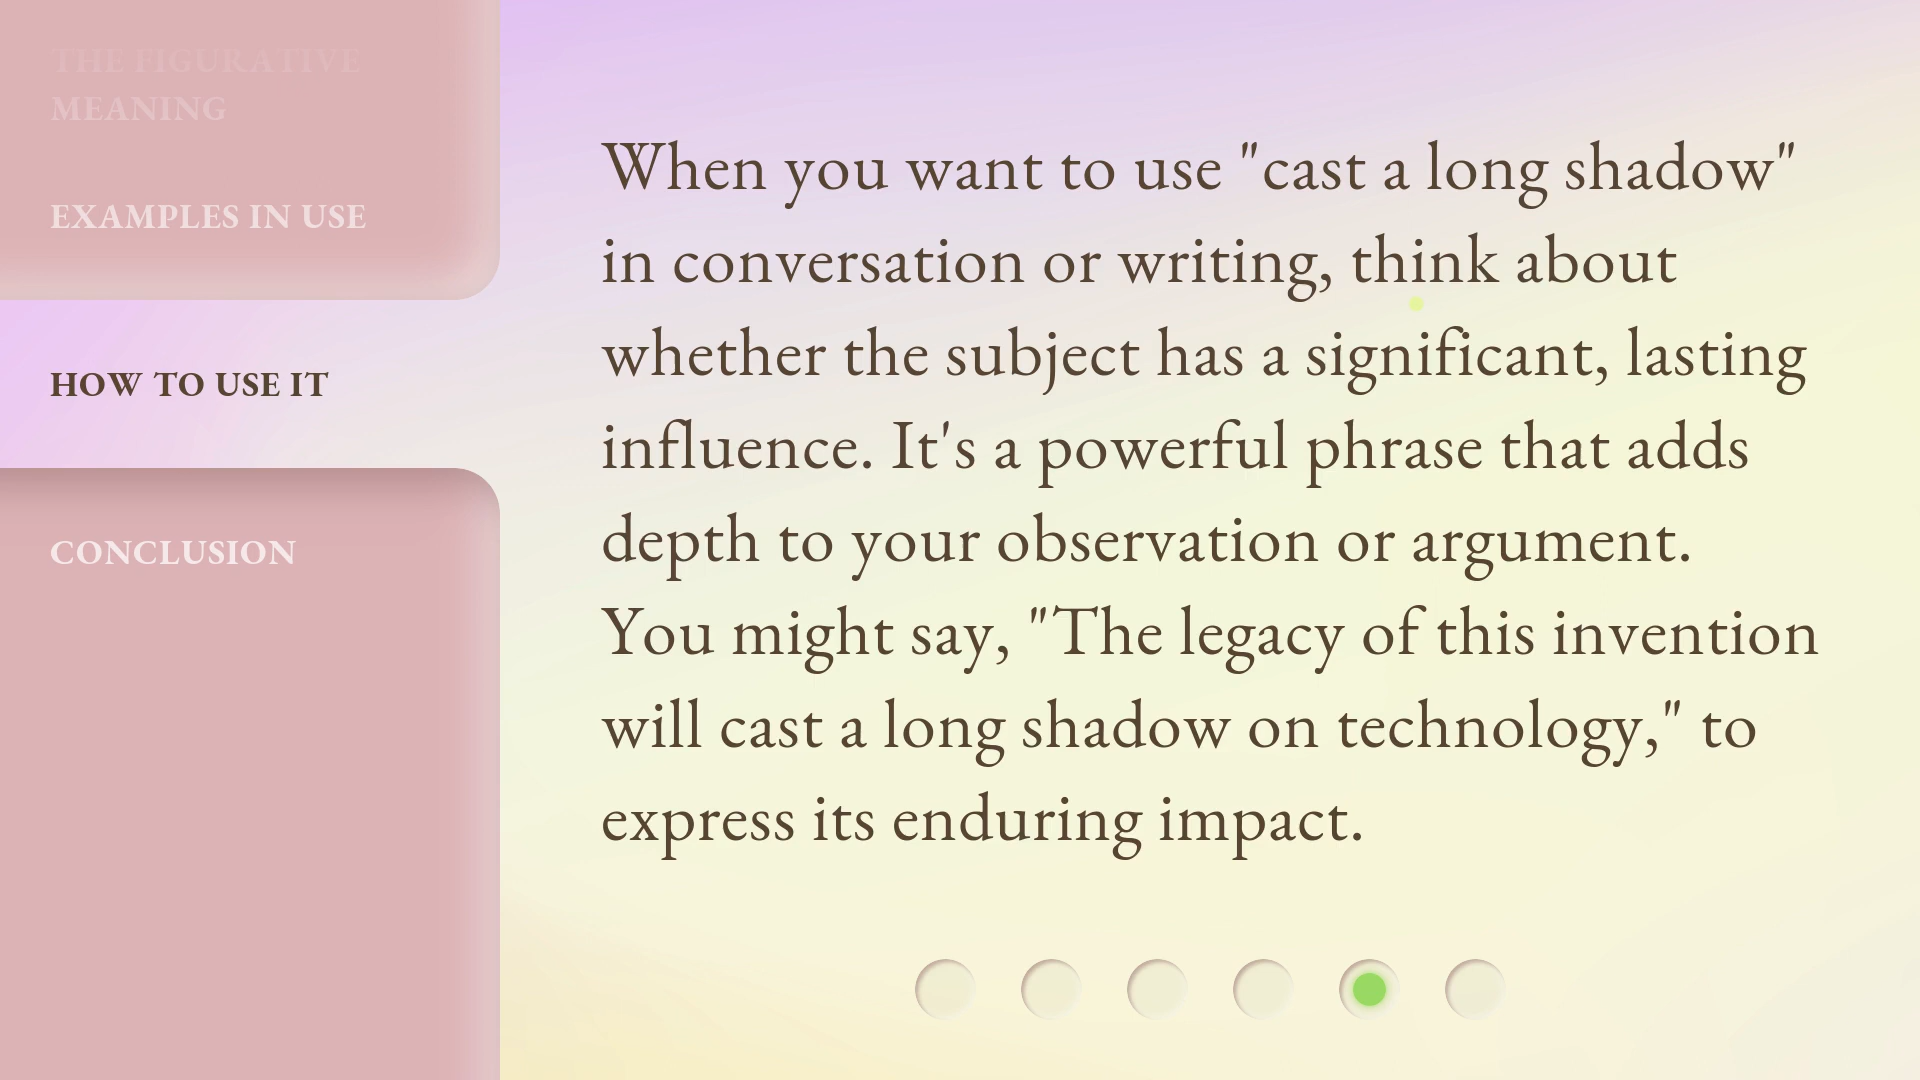 THE FIGURATIVE
MEANING
EXAMPLES IN USE
HOW TO USE IT
CONCLUSION
When you want to use "cast a long shadow"
in conversation or writing, think about
whether the subject has a significant, lasting
influence. It's a powerful phrase that adds
depth to your observation or argument.
You might say, "The legacy of this invention
will cast a long shadow on technology," to
express its enduring impact.